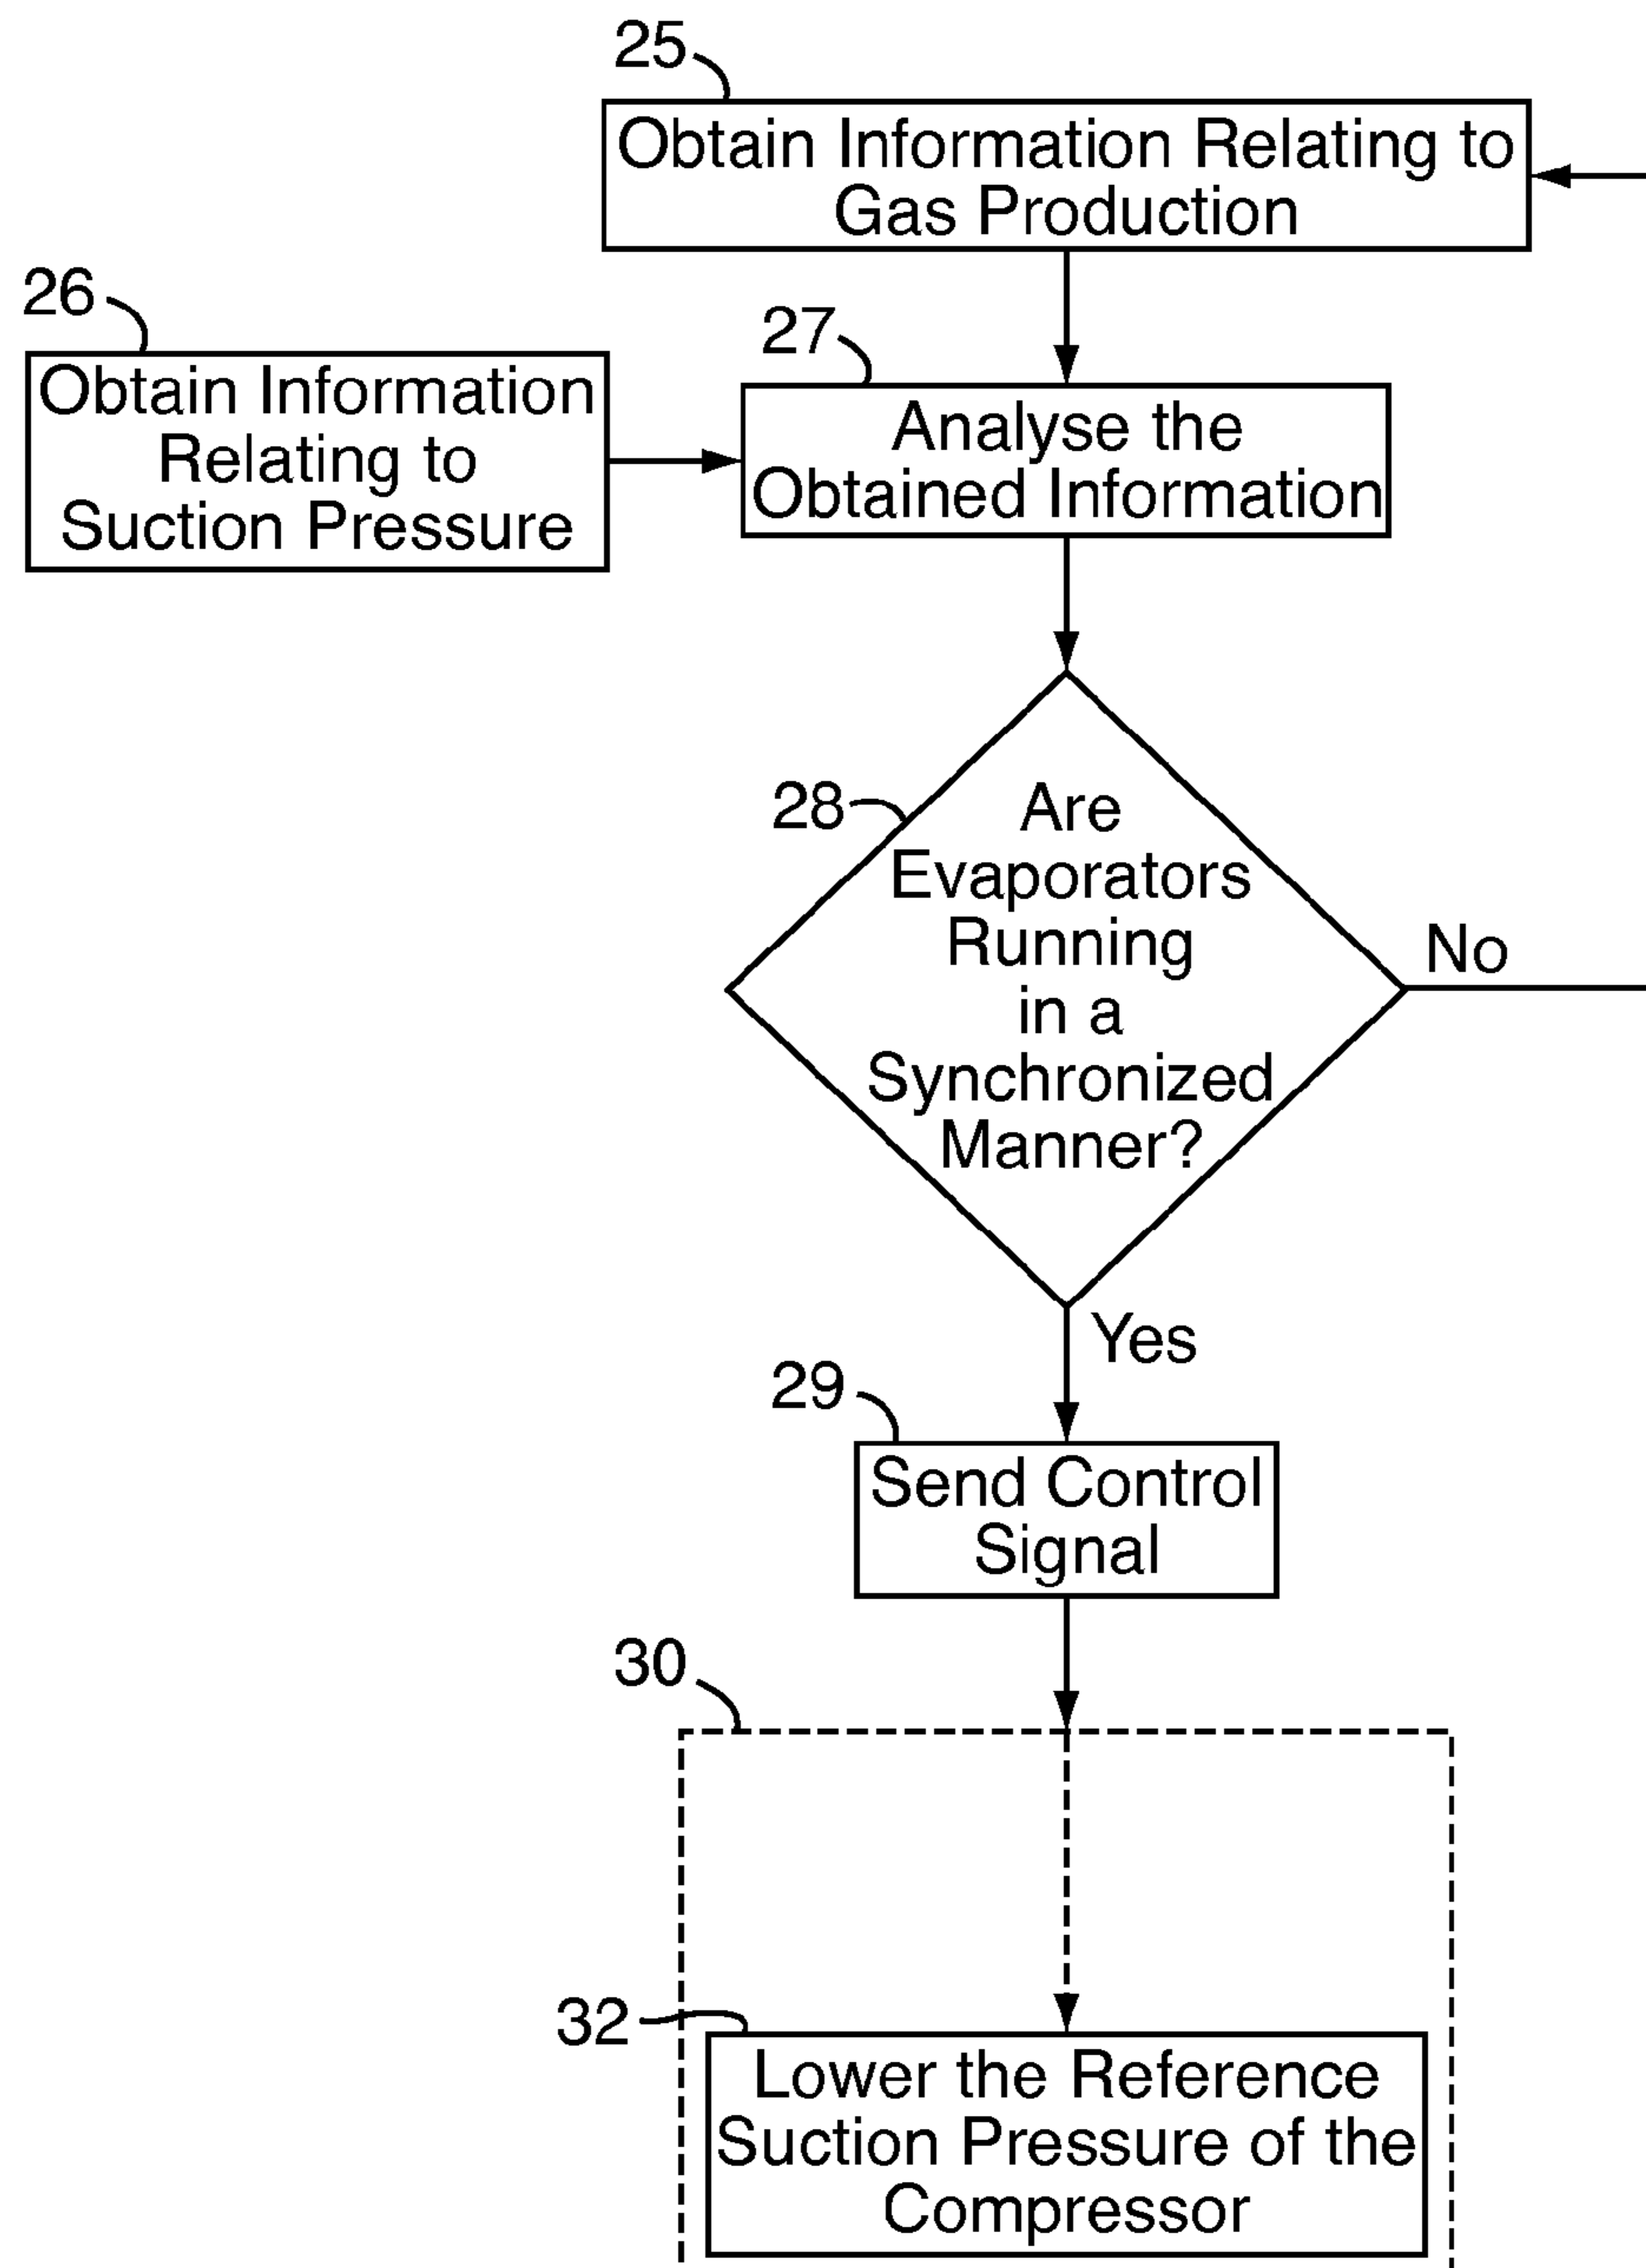 25
Obtain Information Relating to
Gas Production
26
Obtain Information
Relating to
Suction Pressure
27
Analyse the
Obtained Information
28
Are
Evaporators
Running
in a
Synchronized
Manner?
No
Yes
29
Send Control
Signal
30
32
Lower the Reference
Suction Pressure of the
Compressor